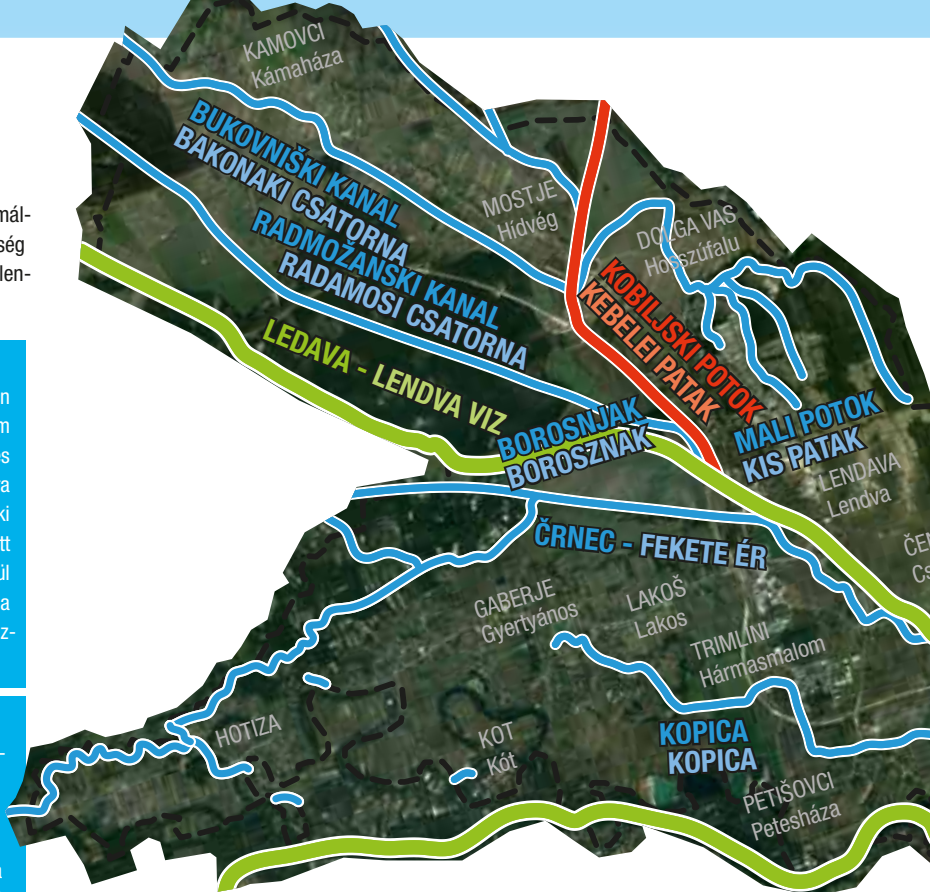 KAMOVCI
Kámaháza
BUKOVNIŠKI KANAL
BAKONAKI CSATORNA
RADMOŽANSKI KANAL
RADAMOSI CSATORNA
MOSTJE
Hídvég
DOLGA VAS
Hosszúfalu
KOBILJSKI POTOK
KEBELEI PATAK
LEDAVA - LENDVA VIZ
BOROSNJAK
BOROSZNAK
MALI POTOK
KIS PATAK
LENDAVA
Lendva
ČRNEC - FEKETE ÉR
GABERJE
Gyertyános
LAKOŠ
Lakos
TRIMLINI
Hármasmalom
HOTIZA
KOT
Kót
KOPICA
KOPICA
PETIŠOVCI
Petesháza